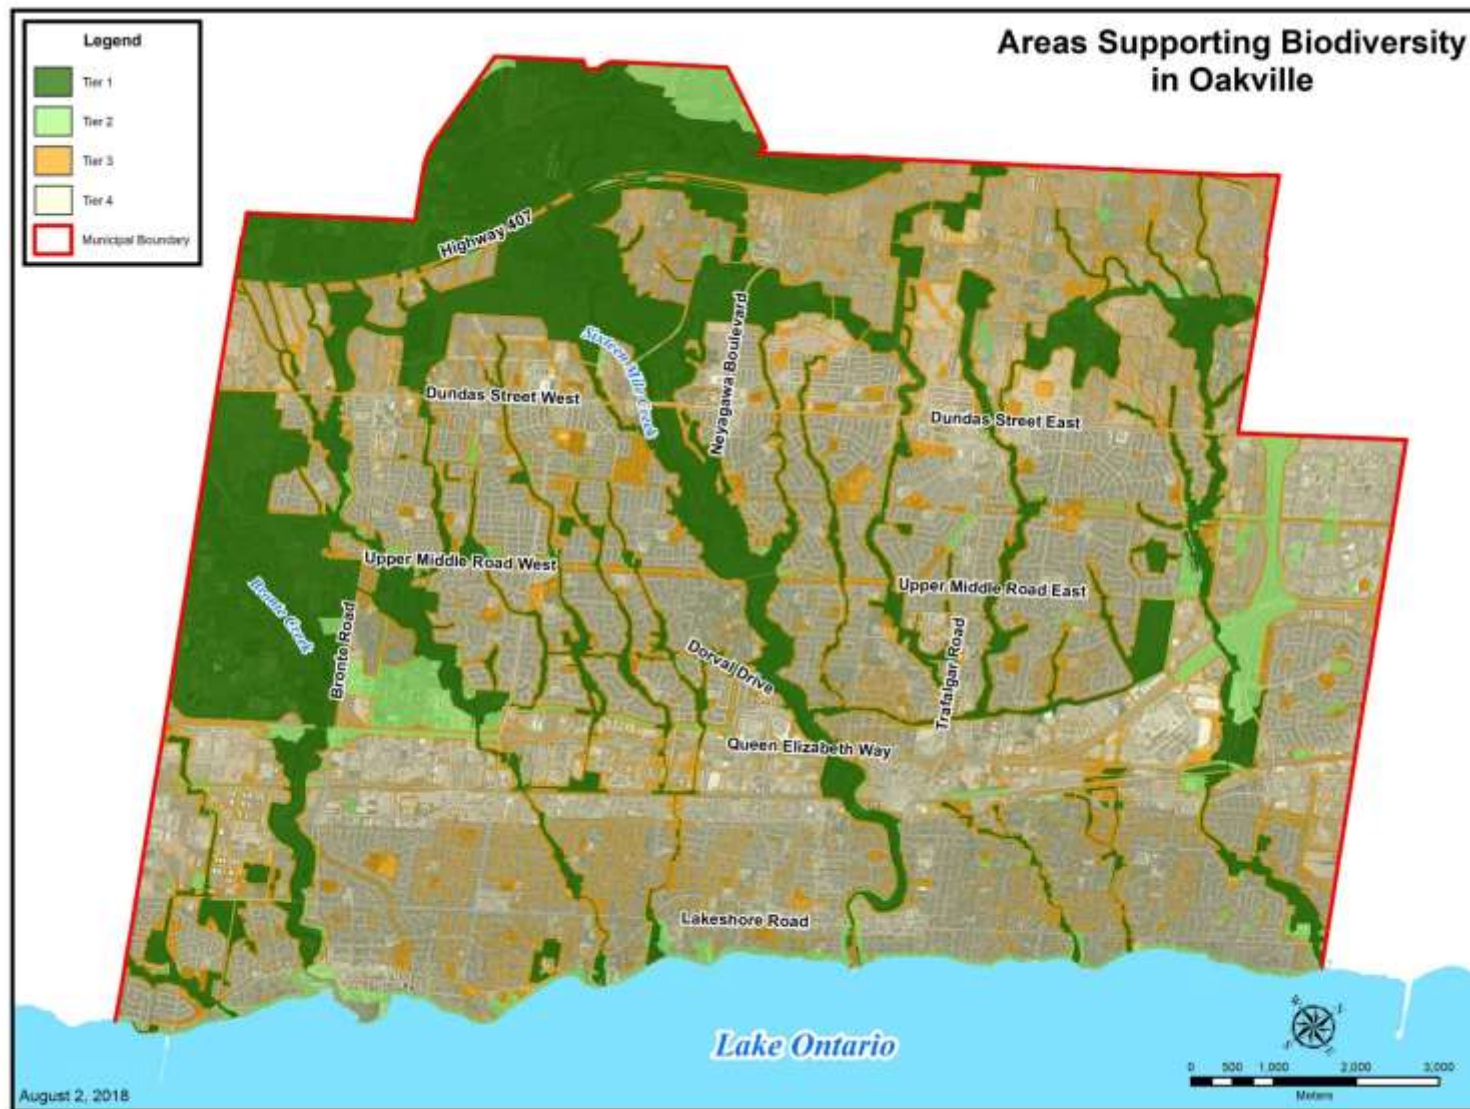 Legend
Tier 1
Tier 2
Tier 3
Tier 4
Municipal Boundary
Areas Supporting Biodiversity
in Oakville
Highway 407
Sixteen Mile Creek
Neyagawa Boulevard
Dundas Street West
Dundas Street East
Upper Middle Road West
Upper Middle Road East
Bronte Creek
Bronte Road
Dorval Drive
Trafalgar Road
Queen Elizabeth Way
Lakeshore Road
Lake Ontario
0 500 1,000 2,000 3,000
Meters
August 2, 2018